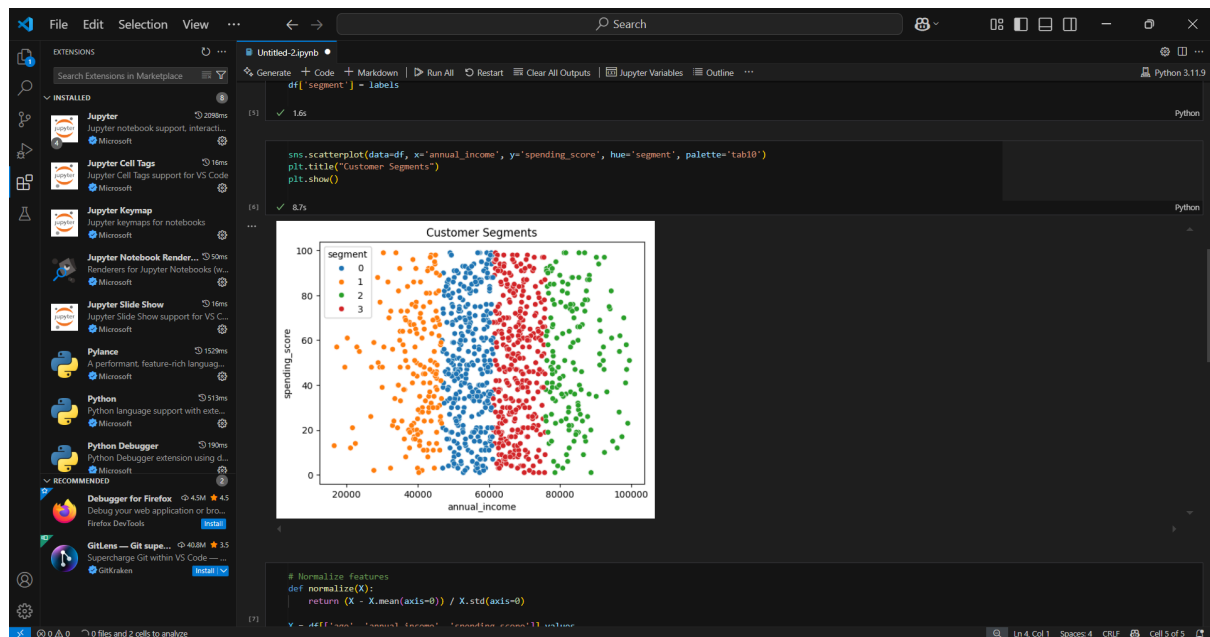 File Edit Selection View ··· ← → Search
EXTENSIONS
Search Extensions in Marketplace
INSTALLED 8
Jupyter 2098ms
Jupyter notebook support, interacti...
Microsoft
4
Jupyter Cell Tags 16ms
Jupyter Cell Tags support for VS Code
Microsoft
Jupyter Keymap
Jupyter keymaps for notebooks
Microsoft
Jupyter Notebook Render... 50ms
Renderers for Jupyter Notebooks (w...
Microsoft
Jupyter Slide Show 16ms
Jupyter Slide Show support for VS C...
Microsoft
Pylance 1529ms
A performant, feature-rich languag...
Microsoft
Python 513ms
Python language support with exte...
Microsoft
Python Debugger 190ms
Python Debugger extension using d...
Microsoft
RECOMMENDED 2
Debugger for Firefox 4.5M 4.5
Debug your web application or bro...
Firefox DevTools Install
GitLens — Git supe... 40.8M 3.5
Supercharge Git within VS Code — ...
GitKraken Install
1
Untitled-2.ipynb
Generate + Code + Markdown | Run All Restart Clear All Outputs | Jupyter Variables Outline ··· Python 3.11.9
df['segment'] = labels
[5] ✓ 1.6s Python
sns.scatterplot(data=df, x='annual_income', y='spending_score', hue='segment', palette='tab10')
plt.title("Customer Segments")
plt.show()
[6] ✓ 8.7s Python
Customer Segments
segment
0
1
2
3
100
80
60
40
20
0
spending_score
20000 40000 60000 80000 100000
annual_income
# Normalize features
def normalize(X):
return (X - X.mean(axis=0)) / X.std(axis=0)
[7]
X = df[['age', 'annual_income', 'spending_score']].values
0 0 0 files and 2 cells to analyze Ln 4, Col 1 Spaces: 4 CRLF Cell 5 of 5